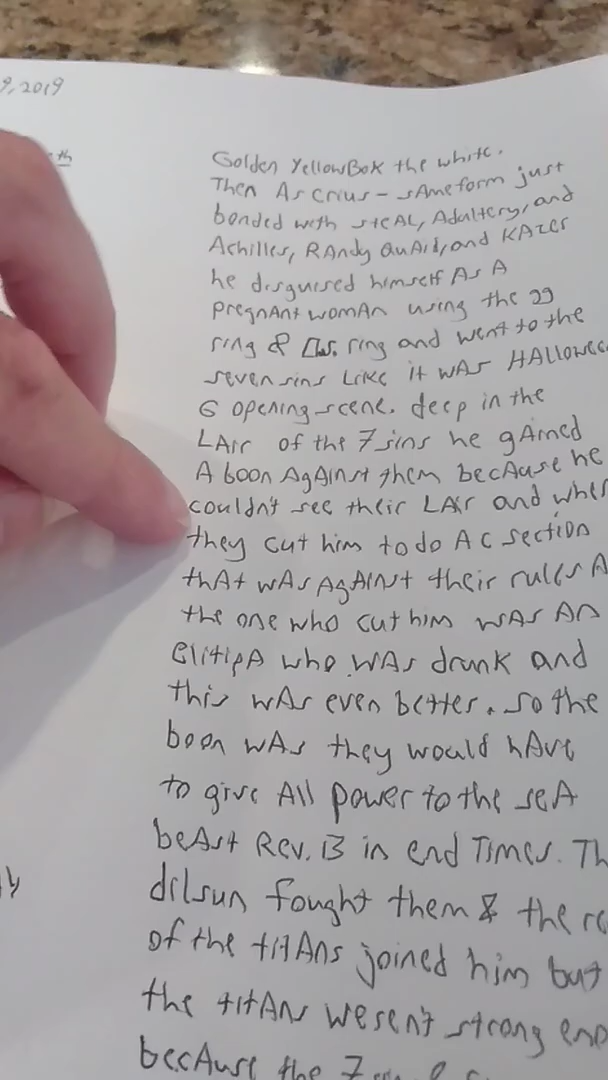 9, 2019
th
Golden YellowBok the white.
Then As Crius - sAme form just
bonded with steAL, Adultery, and
Achilles, RAndy QuAid, and KAzer
he disguised himself As A
pregnAnt womAn using the gg
ring & ring and went to the
seven sins Like it wAs HAllowee
6 opening scene. deep in the
LAir of the 7 sins he gAined
A boon AgAinst them becAuse he
couldn't see their LAir and when
they cut him to do A C section
thAt wAs AgAinst their rules A
the one who cut him wAs An
elitipA who wAs drunk and
this wAs even better. so the
boon wAs they would hAve
to give All power to the seA
beAst Rev. 13 in end Times. Th
dilsun fought them & the re
of the titAns joined him but
the titAns wesen't strong eno
becAuse the 7